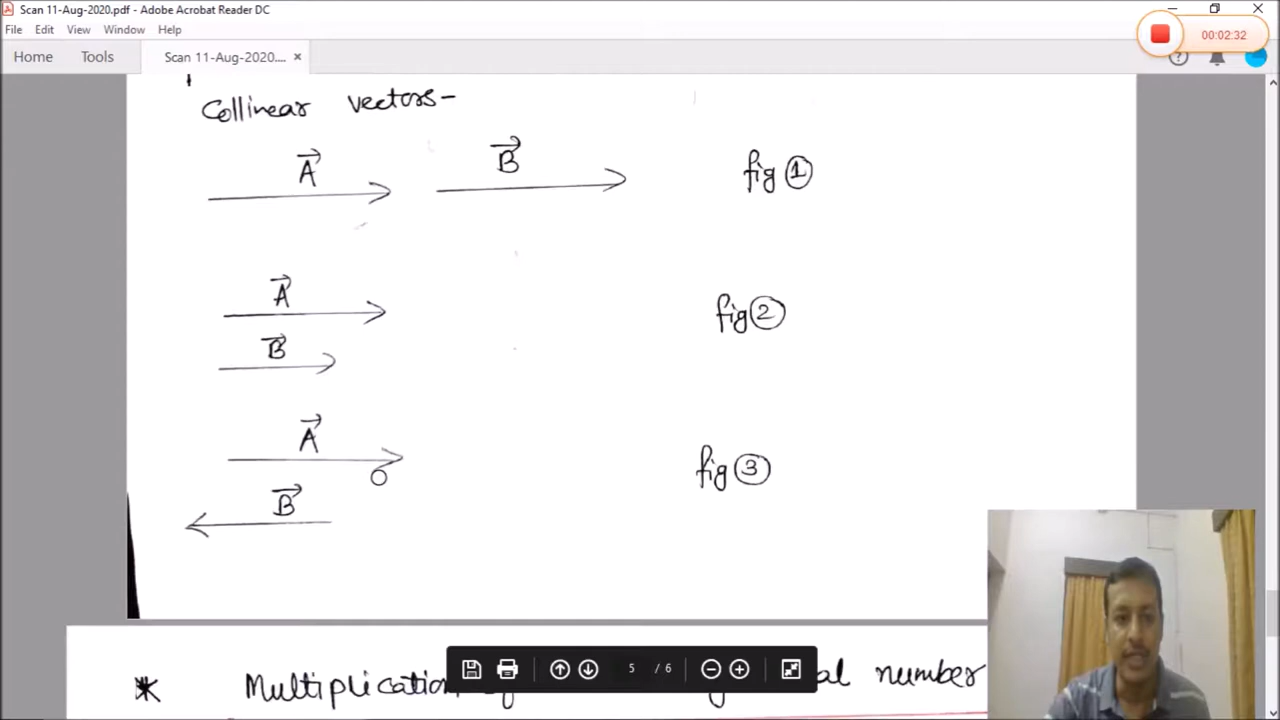 Scan 11-Aug-2020.pdf - Adobe Acrobat Reader DC
File Edit View Window Help
00:02:32
Home Tools Scan 11-Aug-2020....
Collinear vectors-
A B fig 1
A fig 2
B
A fig 3
B
5 / 6
* Multiplication number